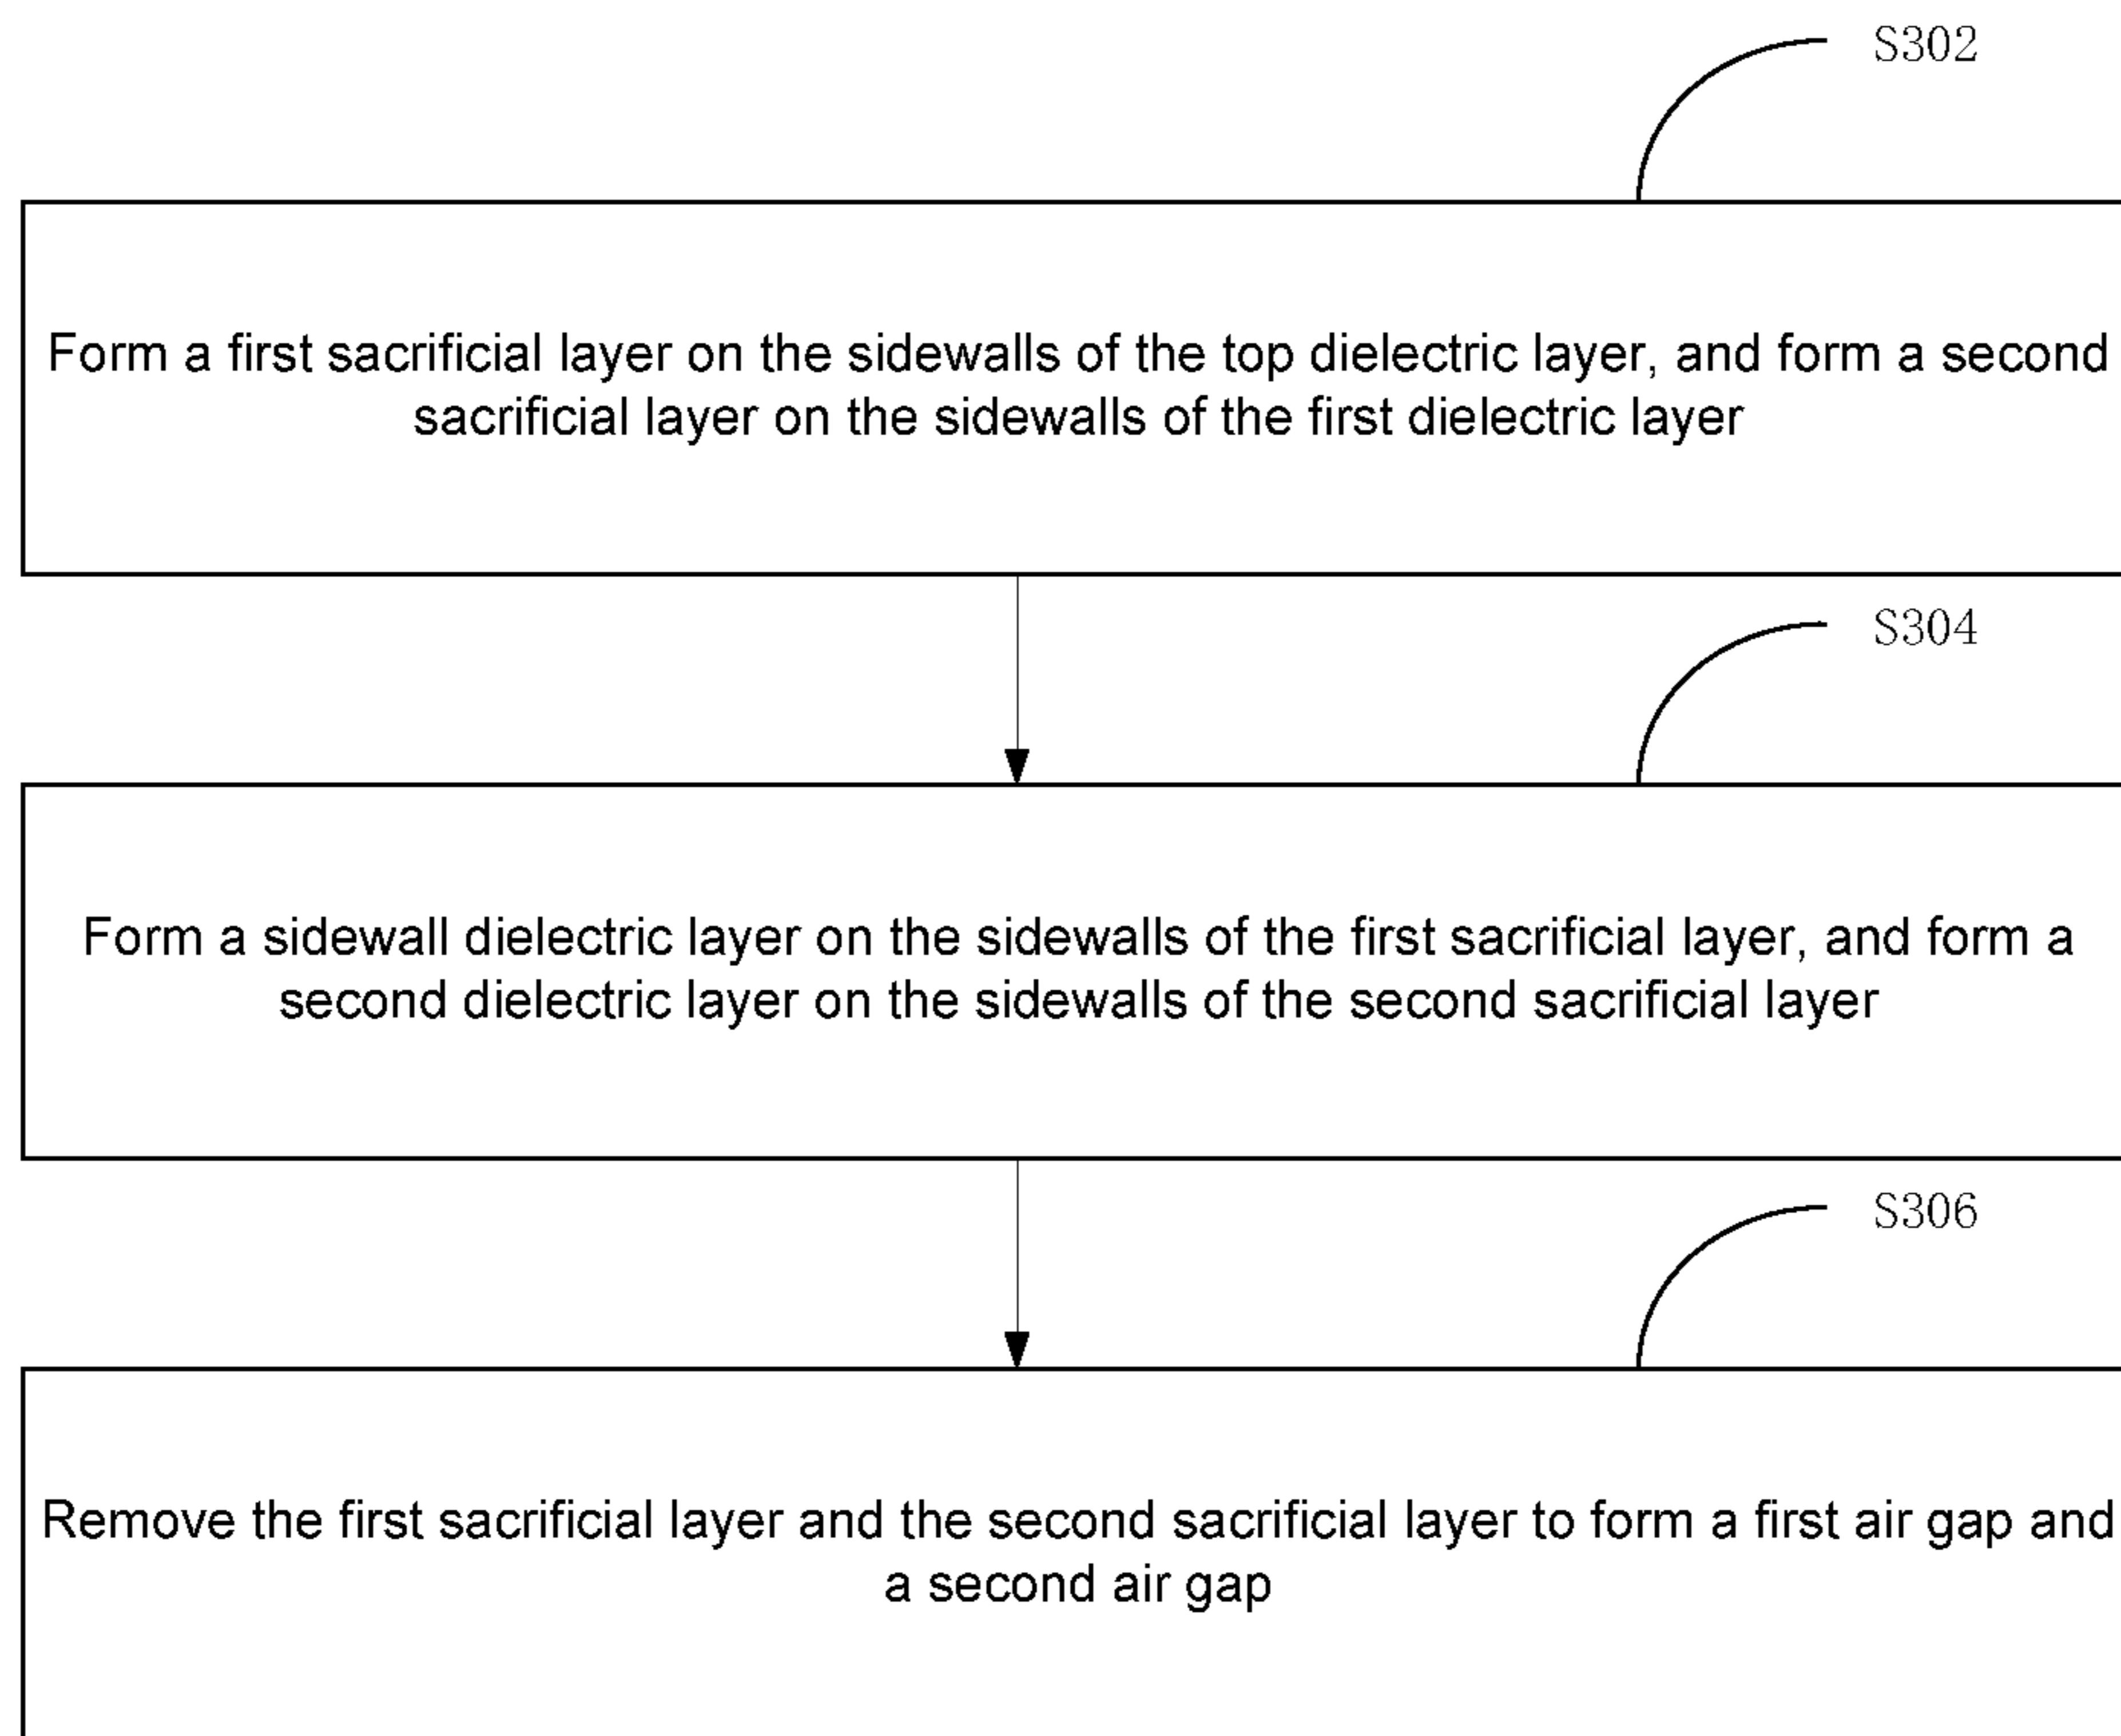 S302
Form a first sacrificial layer on the sidewalls of the top dielectric layer, and form a second
sacrificial layer on the sidewalls of the first dielectric layer
S304
Form a sidewall dielectric layer on the sidewalls of the first sacrificial layer, and form a
second dielectric layer on the sidewalls of the second sacrificial layer
S306
Remove the first sacrificial layer and the second sacrificial layer to form a first air gap and
a second air gap